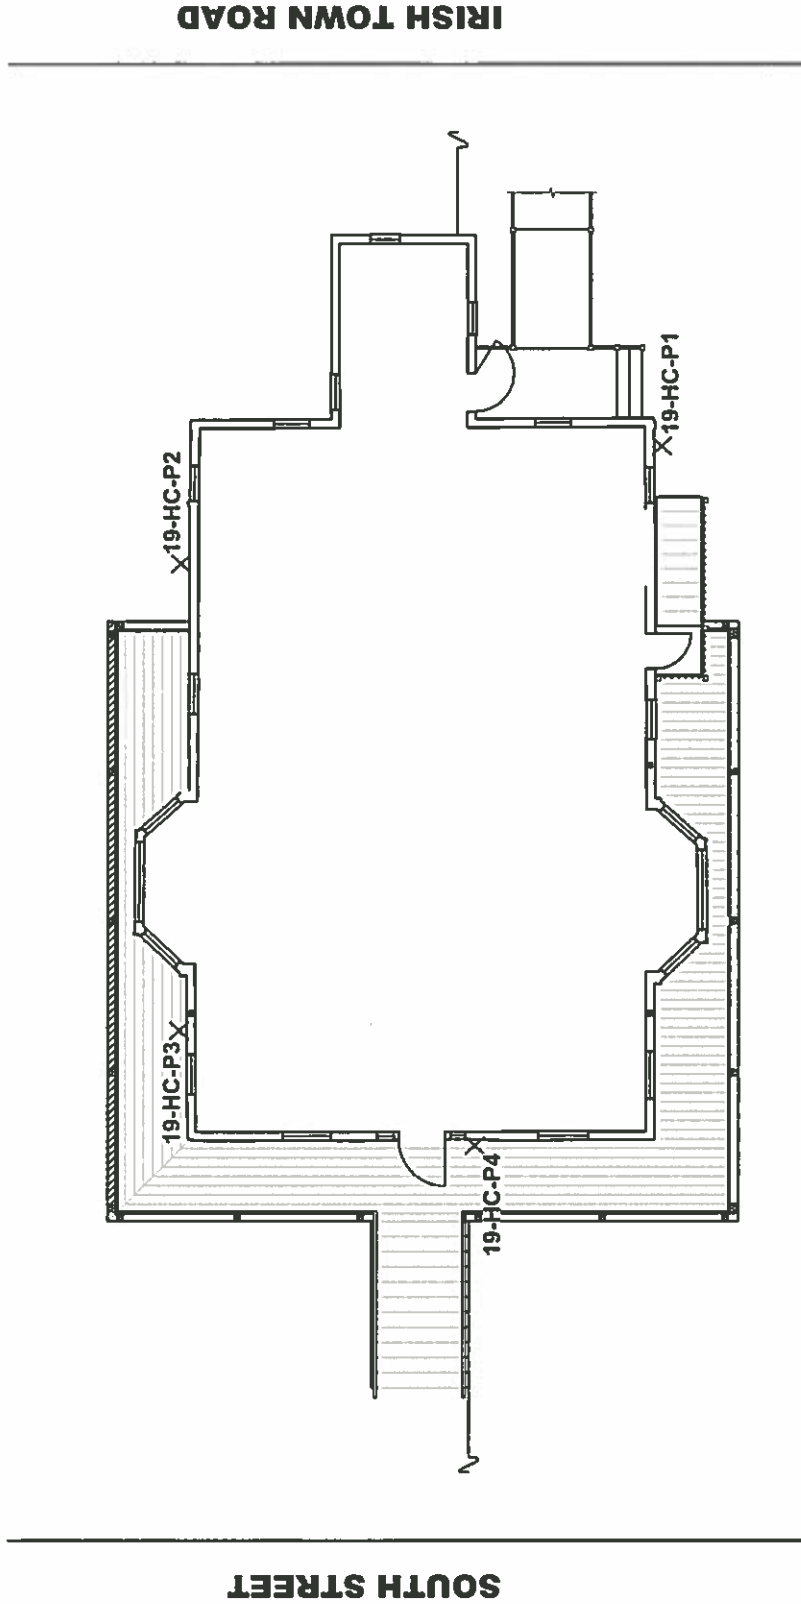 IRISH TOWN ROAD
19-HC-P1
19-HC-P2
19-HC-P3
19-HC-P4
SOUTH STREET